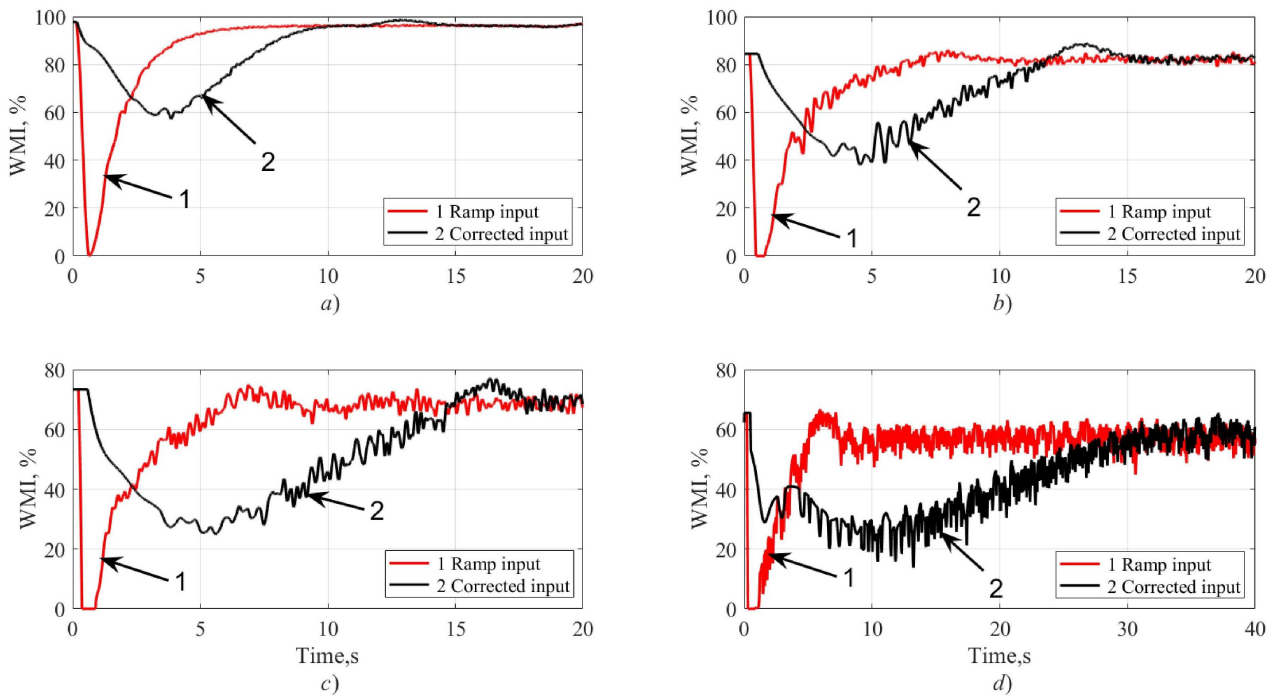 100
80
60
40
20
0
WMI, %
0 5 10 15 20
1
2
1 Ramp input
2 Corrected input
a)
100
80
60
40
20
0
WMI, %
0 5 10 15 20
1
2
1 Ramp input
2 Corrected input
b)
80
60
40
20
0
WMI, %
0 5 10 15 20
1
2
1 Ramp input
2 Corrected input
Time,s
c)
80
60
40
20
0
WMI, %
0 10 20 30 40
1
2
1 Ramp input
2 Corrected input
Time,s
d)